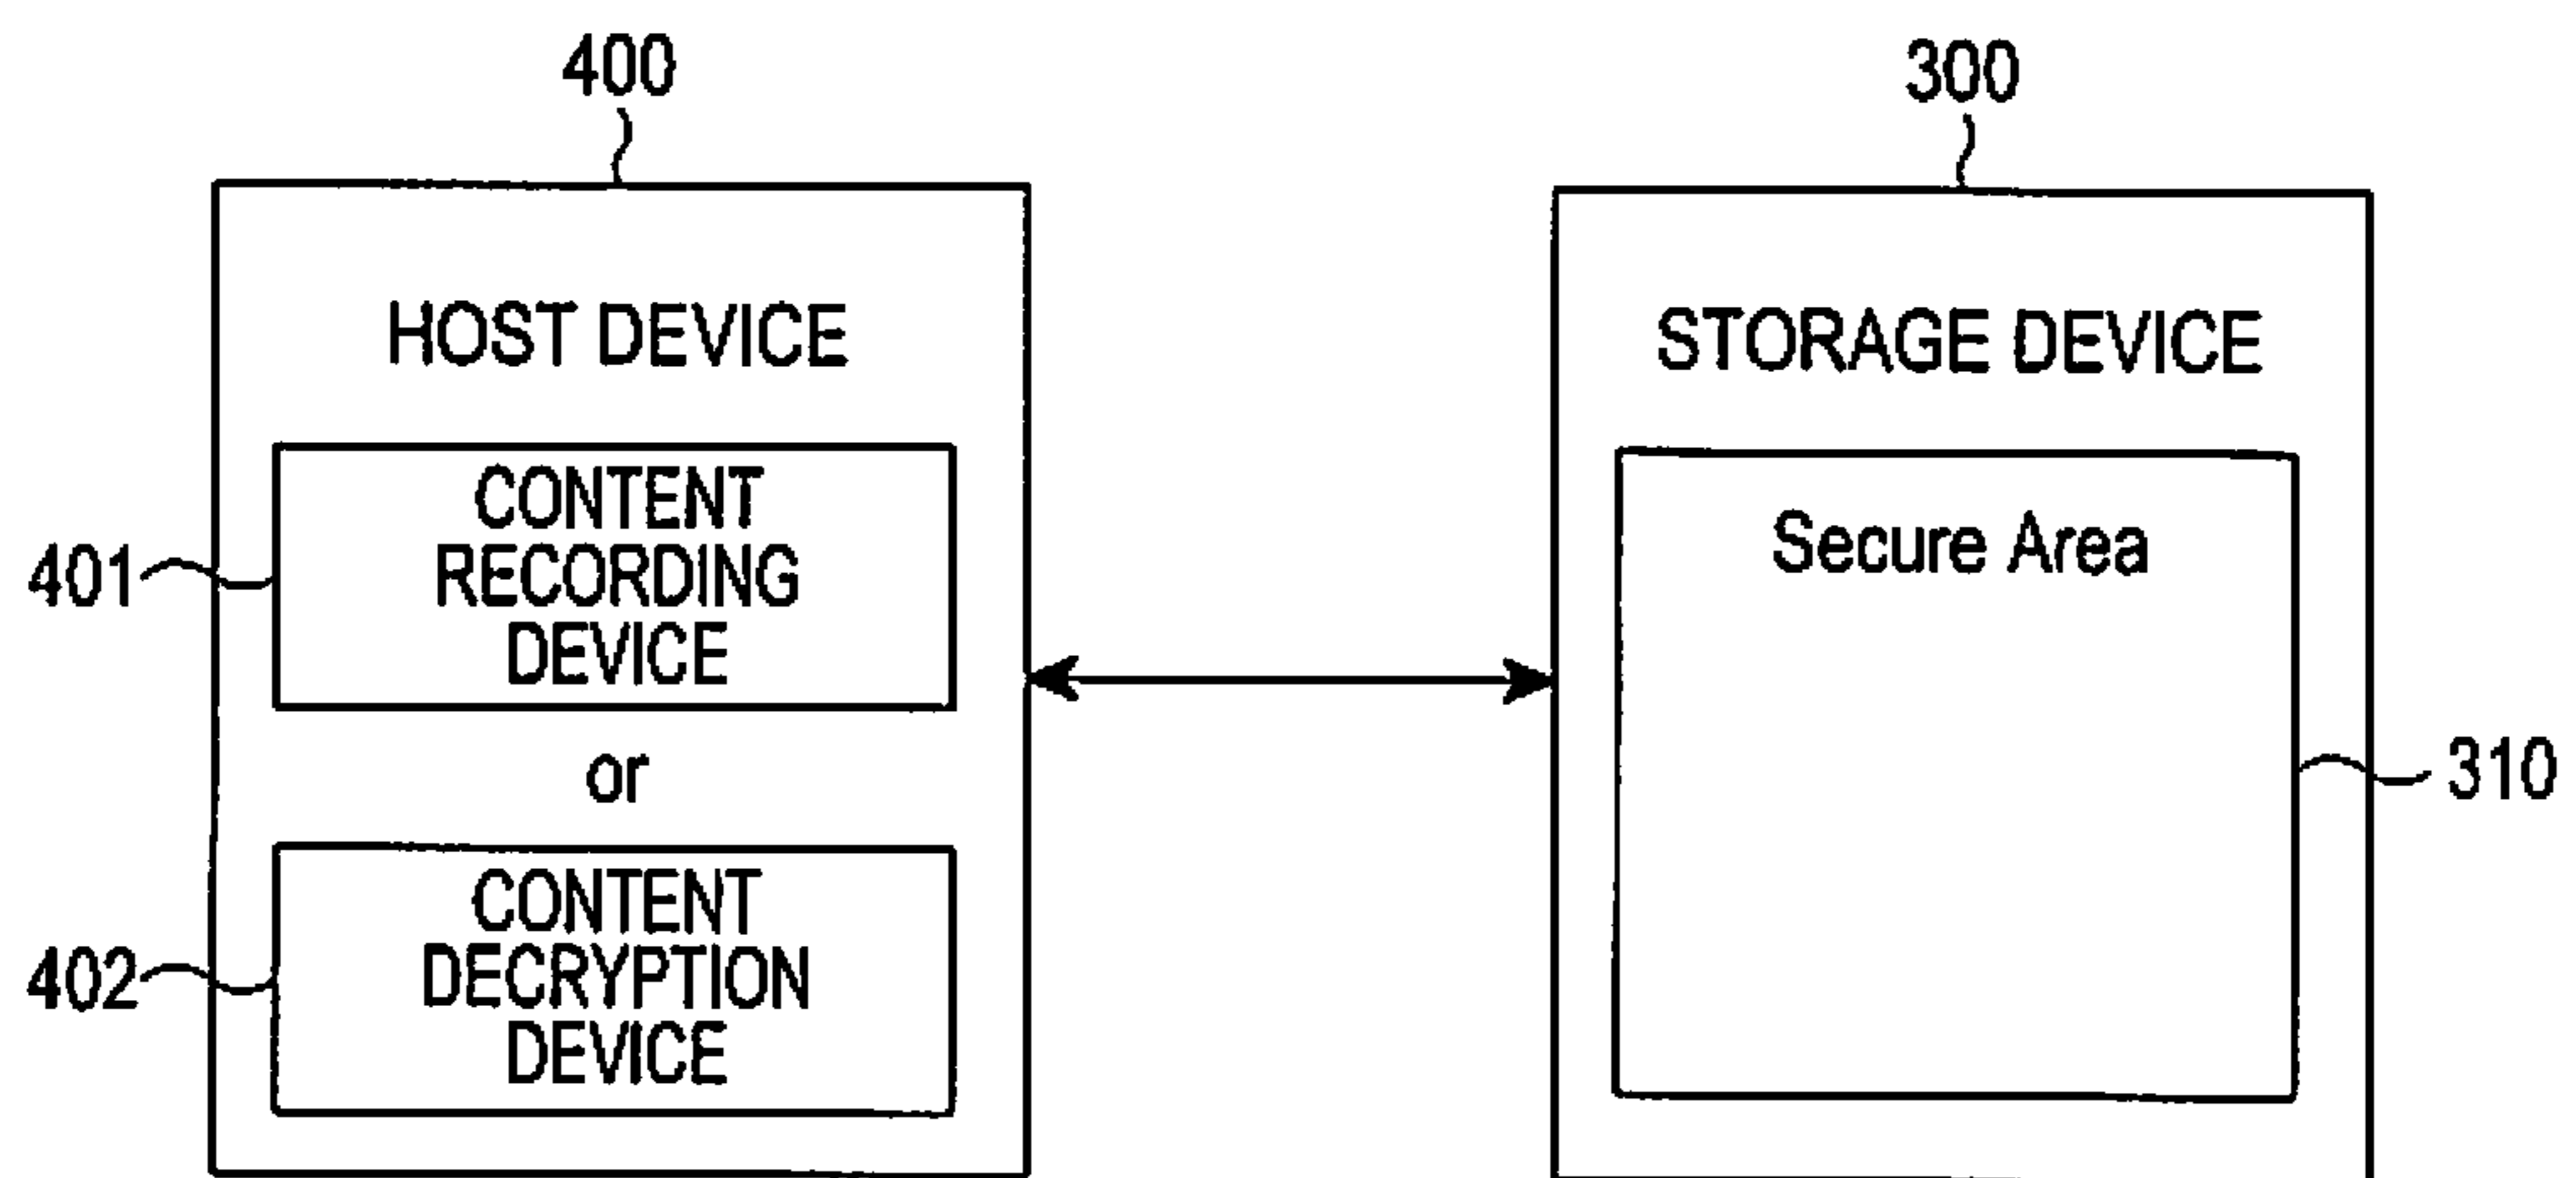 400
300
HOST DEVICE
STORAGE DEVICE
CONTENT
RECORDING
DEVICE
401
or
CONTENT
DECRYPTION
DEVICE
402
Secure Area
310